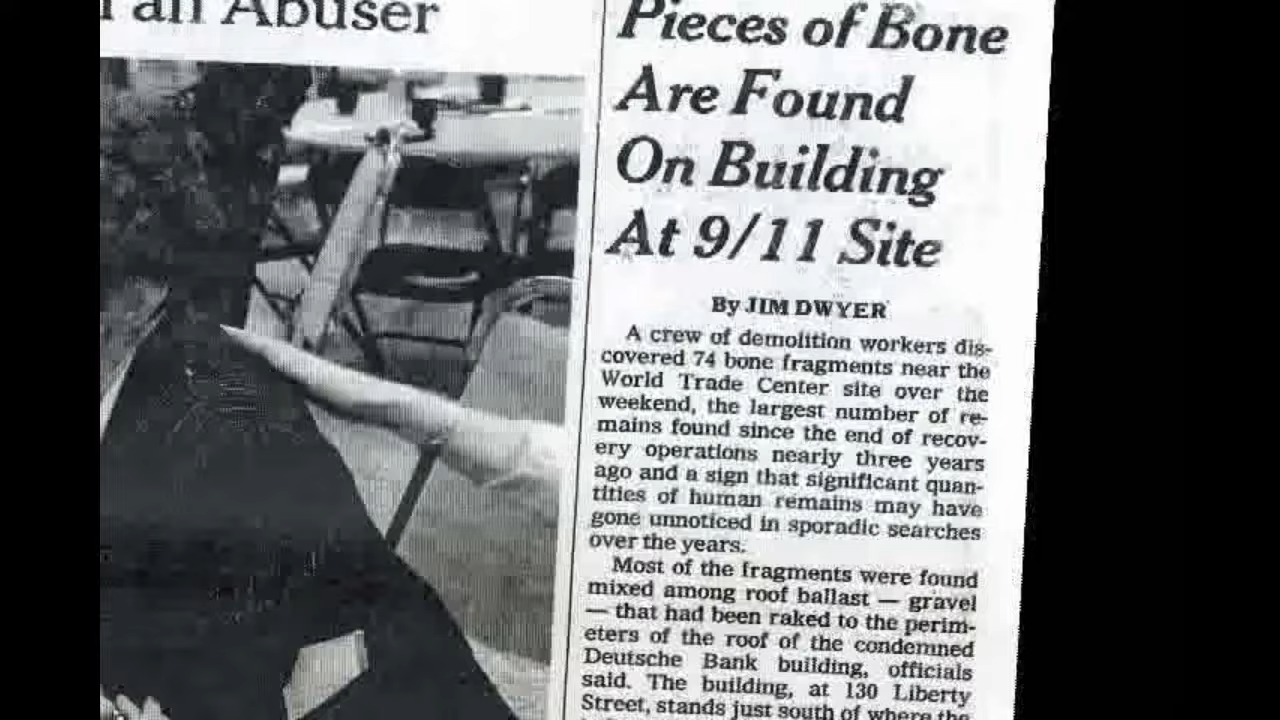 an Abuser
Pieces of Bone
Are Found
On Building
At 9/11 Site
By JIM DWYER
A crew of demolition workers dis-
covered 74 bone fragments near the
World Trade Center site over the
weekend, the largest number of re-
mains found since the end of recov-
ery operations nearly three years
ago and a sign that significant quan-
tities of human remains may have
gone unnoticed in sporadic searches
over the years.
Most of the fragments were found
mixed among roof ballast — gravel
— that had been raked to the perim-
eters of the roof of the condemned
Deutsche Bank building, officials
said. The building, at 130 Liberty
Street, stands just south of where the